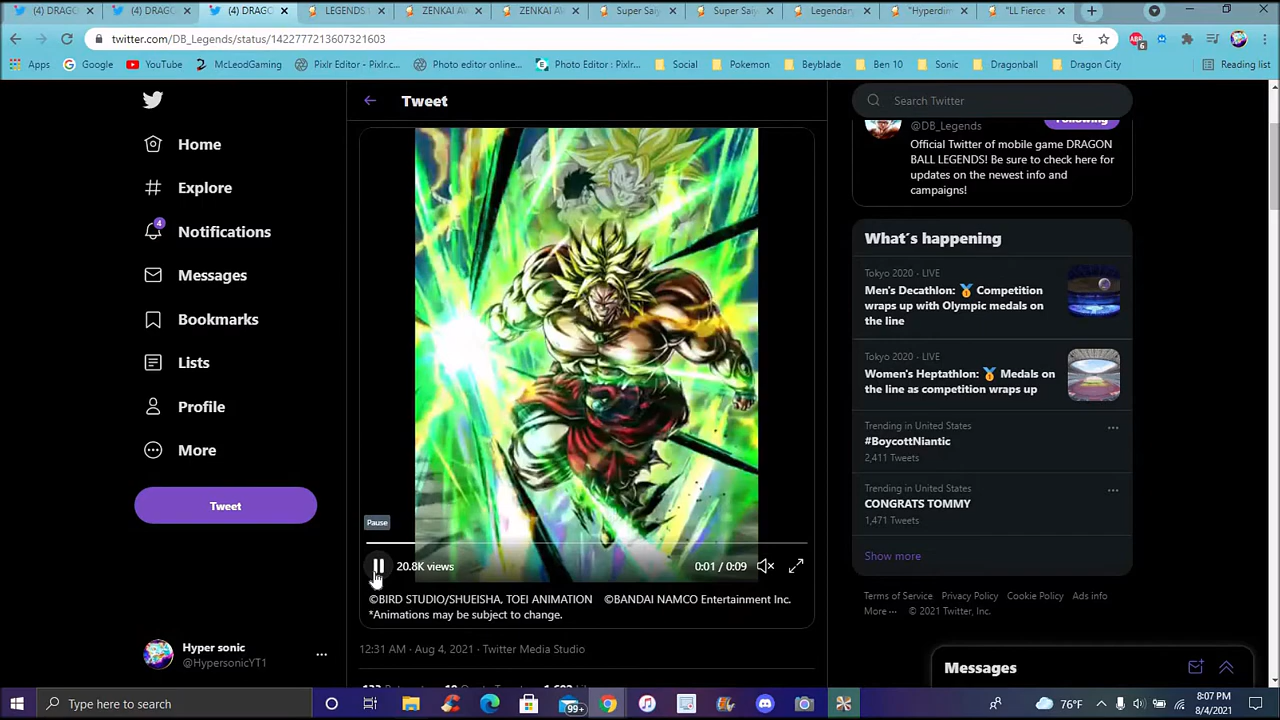 (4) DRAGO
(4) DRAGO
(4) DRAGO
LEGENDS L
ZENKAI AW
ZENKAI AW
Super Saiy
Super Saiy
Legendary
"Hyperdim
"LL Fierce
twitter.com/DB_Legends/status/1422777213607321603
6
Apps
Google
YouTube
McLeodGaming
Pixlr Editor - Pixlr.c...
Photo editor online...
Photo Editor : Pixlr...
Social
Pokemon
Beyblade
Ben 10
Sonic
Dragonball
Dragon City
Reading list
Home
Explore
4
Notifications
Messages
Bookmarks
Lists
Profile
More
Tweet
Hyper sonic
@HypersonicYT1
Tweet
Pause
20.8K views
0:01 / 0:09
©BIRD STUDIO/SHUEISHA, TOEI ANIMATION ©BANDAI NAMCO Entertainment Inc.
*Animations may be subject to change.
12:31 AM · Aug 4, 2021 · Twitter Media Studio
Search Twitter
@DB_Legends
Following
Official Twitter of mobile game DRAGON
BALL LEGENDS! Be sure to check here for
updates on the newest info and
campaigns!
What's happening
Tokyo 2020 · LIVE
Men's Decathlon: 🥇 Competition
wraps up with Olympic medals on
the line
Tokyo 2020 · LIVE
Women's Heptathlon: 🥇 Medals on
the line as competition wraps up
Trending in United States
#BoycottNiantic
2,411 Tweets
Trending in United States
CONGRATS TOMMY
1,471 Tweets
Show more
Terms of Service Privacy Policy Cookie Policy Ads info
More ··· © 2021 Twitter, Inc.
Messages
Type here to search
99+
76°F
8:07 PM
8/4/2021